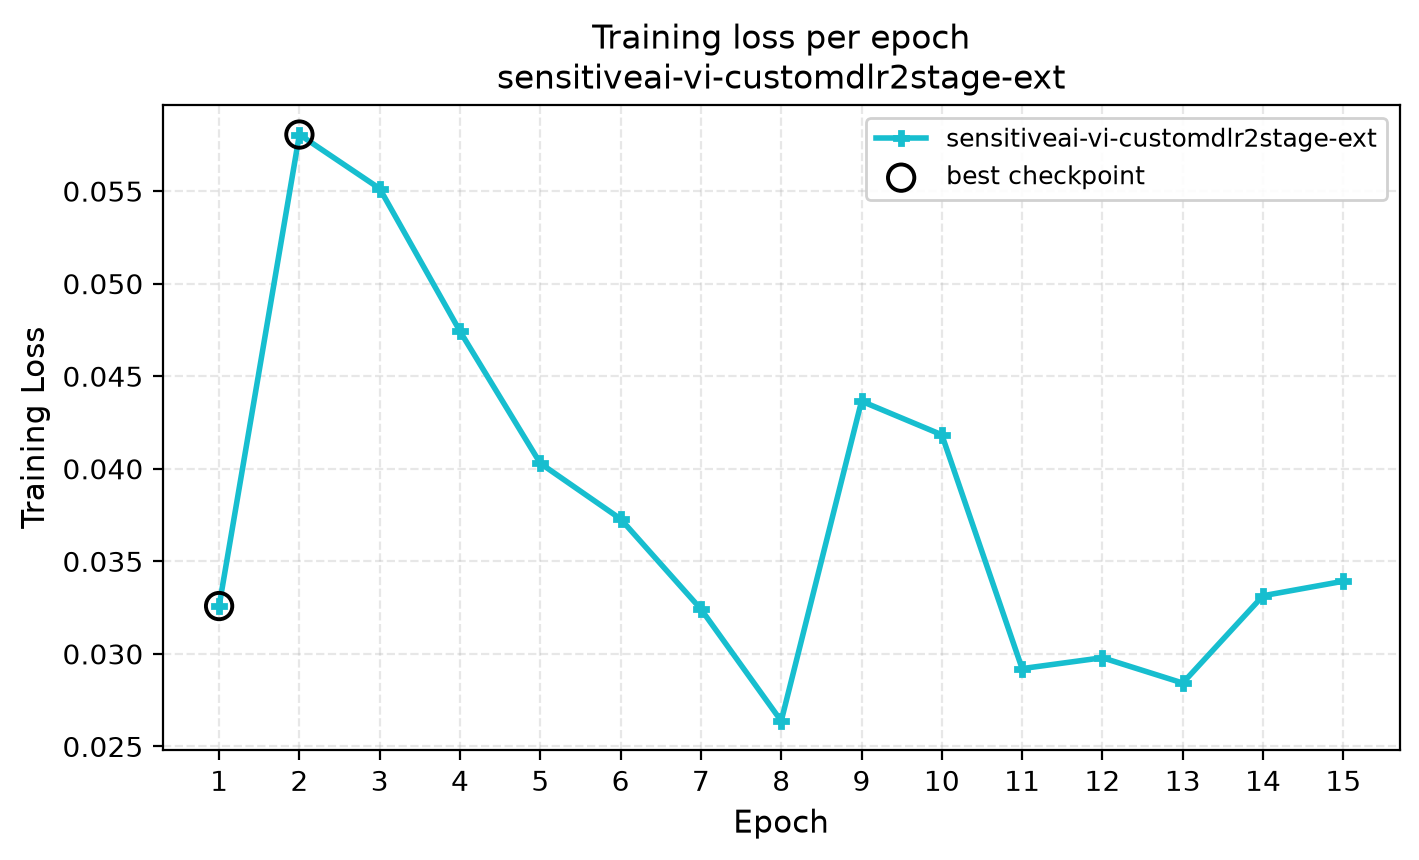 Training loss per epoch
sensitiveai-vi-customdlr2stage-ext
sensitiveai-vi-customdlr2stage-ext
best checkpoint
Training Loss
0.055
0.050
0.045
0.040
0.035
0.030
0.025
1 2 3 4 5 6 7 8 9 10 11 12 13 14 15
Epoch